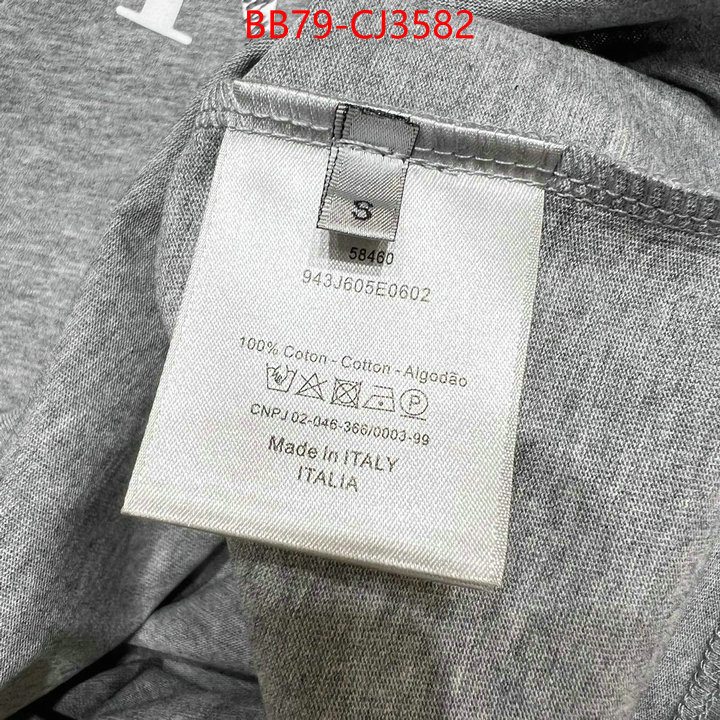 BB79-CJ3582
S
58460
943J605E0602
100% Coton - Cotton - Algodão
CNPJ 02-046-366/0003-99
Made in ITALY
ITALIA